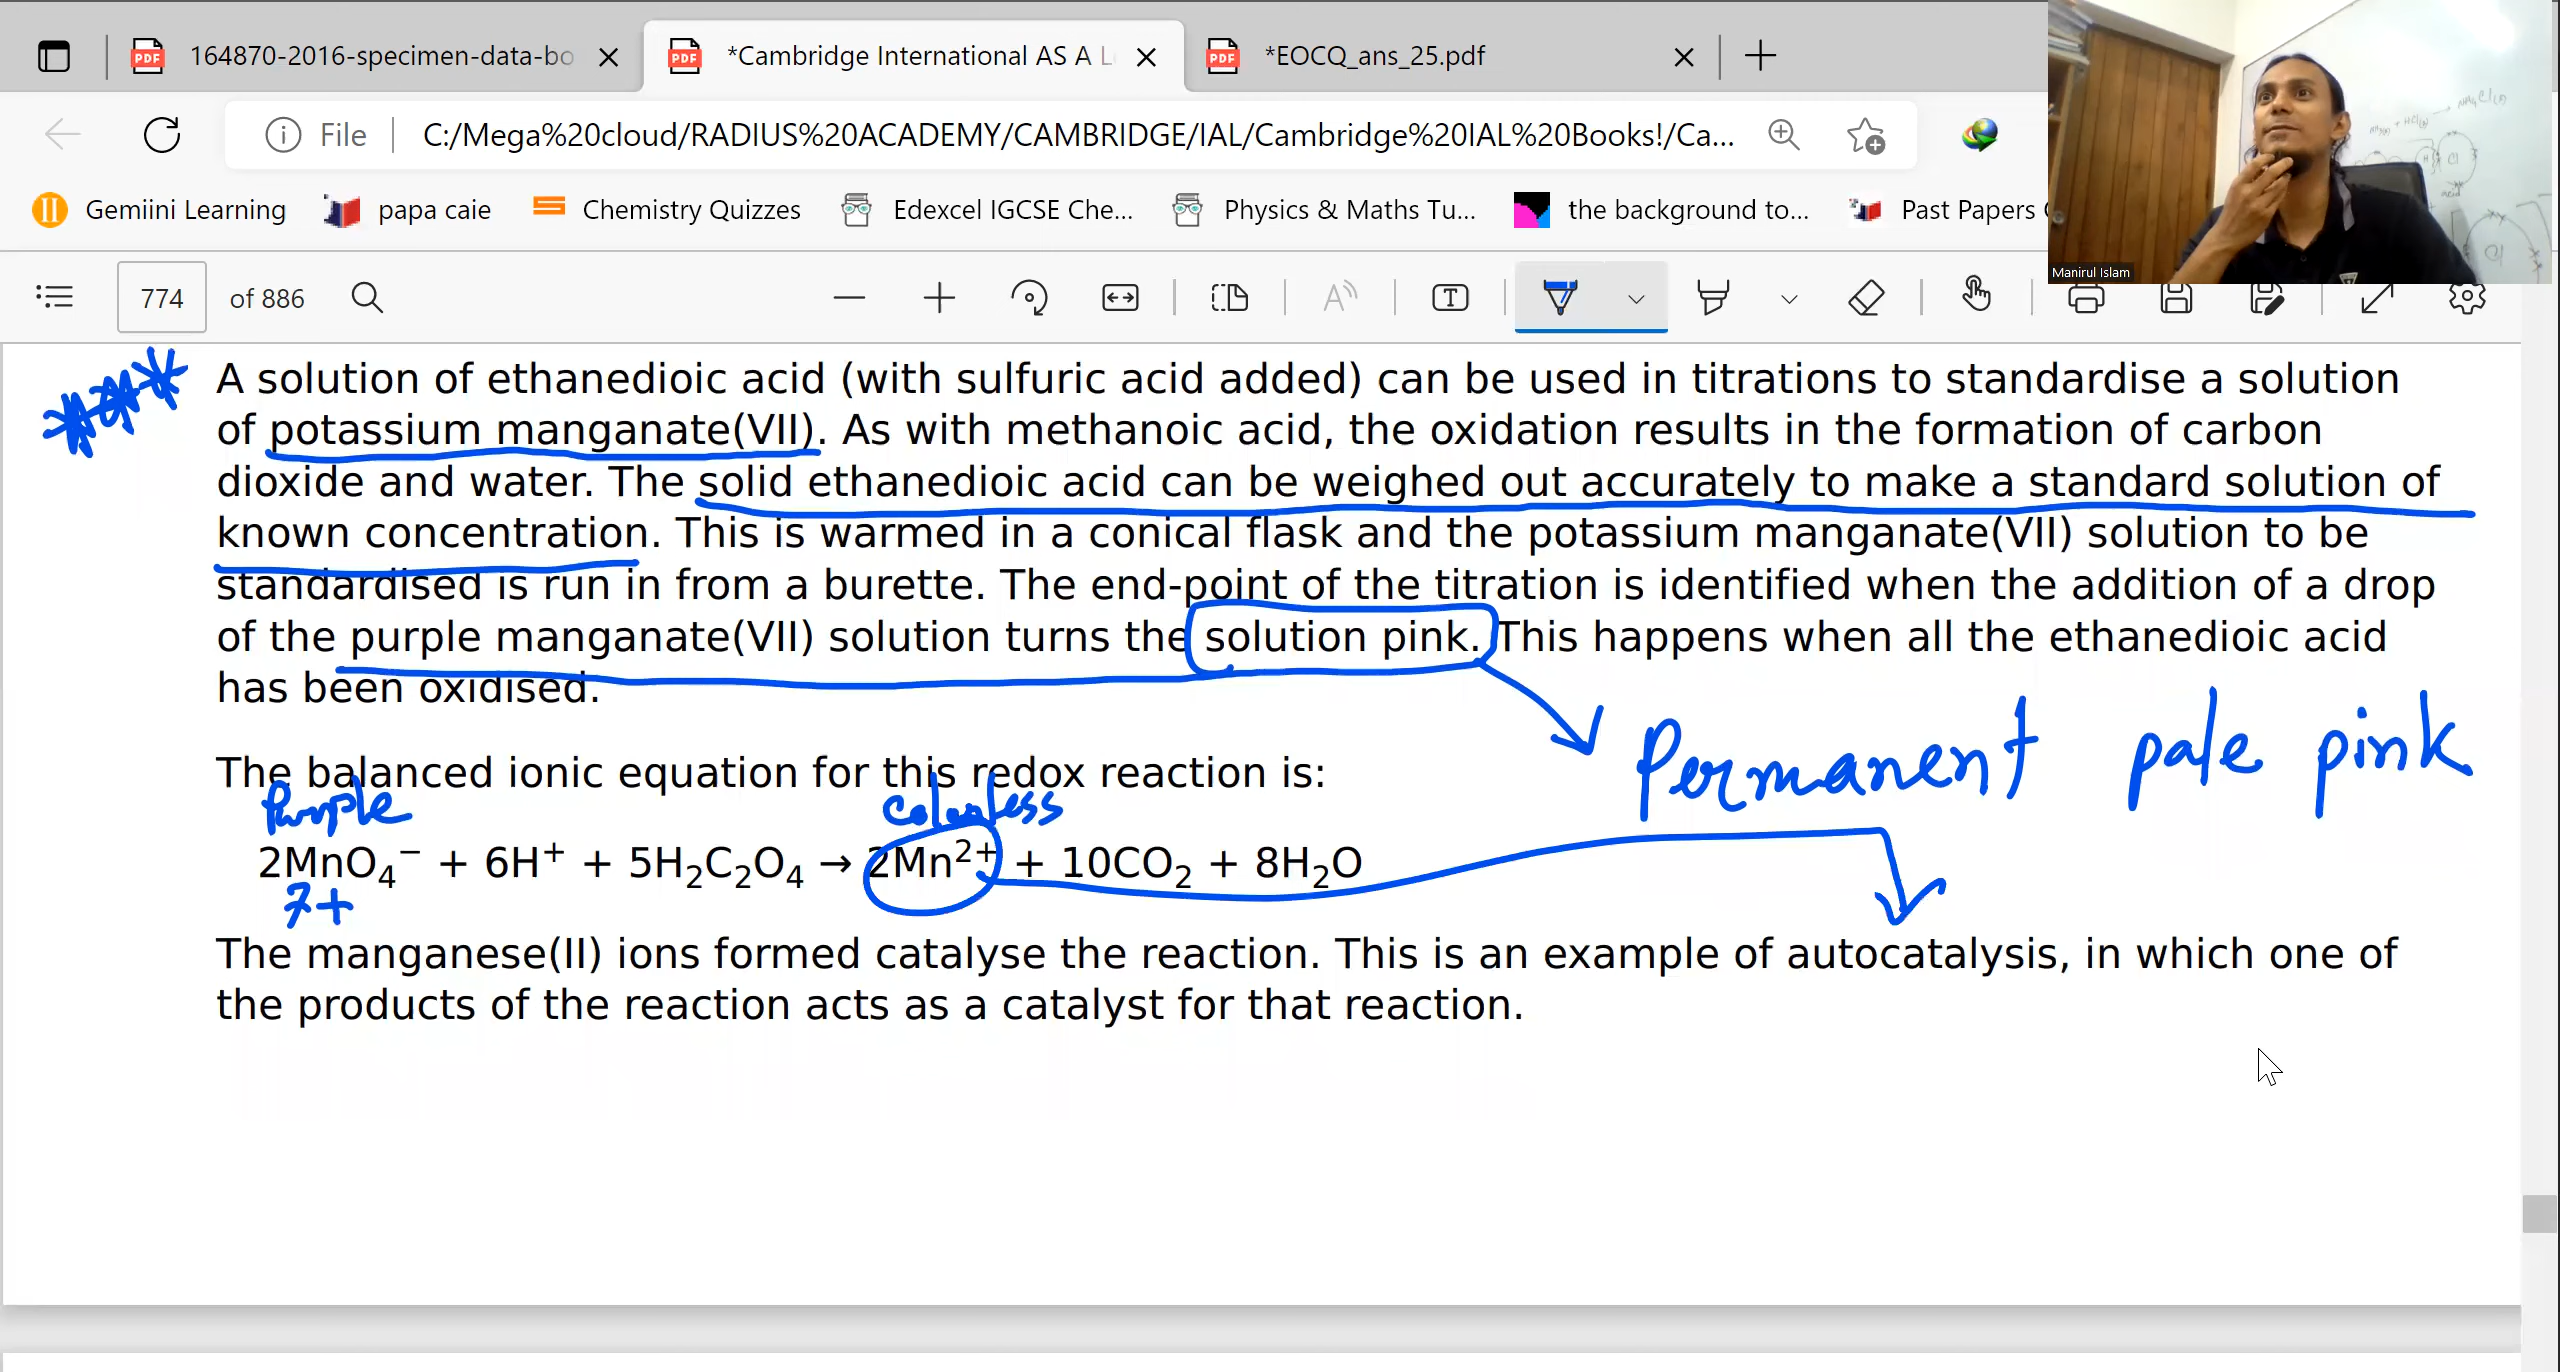 164870-2016-specimen-data-bo
*Cambridge International AS A L
*EOCQ_ans_25.pdf
File
C:/Mega%20cloud/RADIUS%20ACADEMY/CAMBRIDGE/IAL/Cambridge%20IAL%20Books!/Ca...
Gemiini Learning
papa caie
Chemistry Quizzes
Edexcel IGCSE Che...
Physics & Maths Tu...
the background to...
Past Papers
Manirul Islam
774 of 886
A solution of ethanedioic acid (with sulfuric acid added) can be used in titrations to standardise a solution
of potassium manganate(VII). As with methanoic acid, the oxidation results in the formation of carbon
dioxide and water. The solid ethanedioic acid can be weighed out accurately to make a standard solution of
known concentration. This is warmed in a conical flask and the potassium manganate(VII) solution to be
standardised is run in from a burette. The end-point of the titration is identified when the addition of a drop
of the purple manganate(VII) solution turns the solution pink. This happens when all the ethanedioic acid
has been oxidised.
Permanent pale pink
The balanced ionic equation for this redox reaction is:
Purple colourless
2MnO₄⁻ + 6H⁺ + 5H₂C₂O₄ → 2Mn²⁺ + 10CO₂ + 8H₂O
7+
The manganese(II) ions formed catalyse the reaction. This is an example of autocatalysis, in which one of
the products of the reaction acts as a catalyst for that reaction.